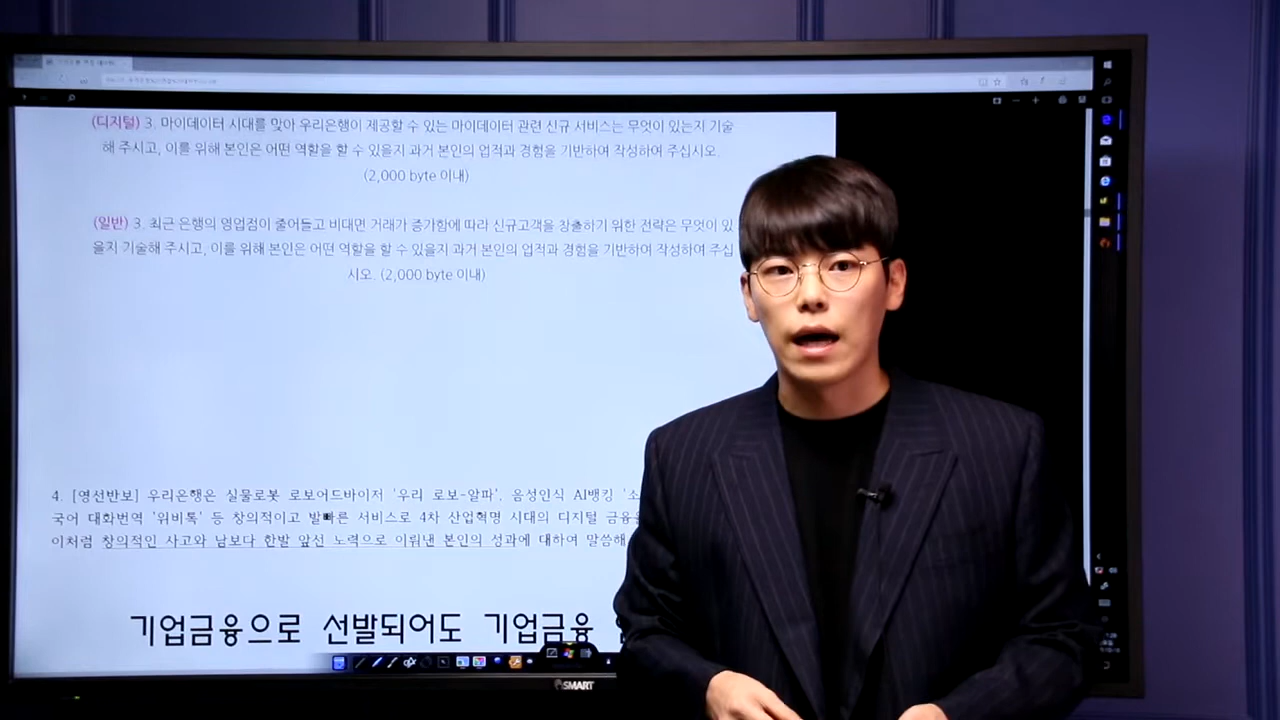 (디지털) 3. 마이데이터 시대를 맞아 우리은행이 제공할 수 있는 마이데이터 관련 신규 서비스는 무엇이 있는지 기술
해 주시고, 이를 위해 본인은 어떤 역할을 할 수 있을지 과거 본인의 업적과 경험을 기반하여 작성하여 주십시오.
(2,000 byte 이내)
(일반) 3. 최근 은행의 영업점이 줄어들고 비대면 거래가 증가함에 따라 신규고객을 창출하기 위한 전략은 무엇이 있
을지 기술해 주시고, 이를 위해 본인은 어떤 역할을 할 수 있을지 과거 본인의 업적과 경험을 기반하여 작성하여 주십
시오. (2,000 byte 이내)
4. [영선반보] 우리은행은 실물로봇 로보어드바이저 '우리 로보-알파', 음성인식 AI뱅킹 '소
국어 대화번역 '위비톡' 등 창의적이고 발빠른 서비스로 4차 산업혁명 시대의 디지털 금융을
이처럼 창의적인 사고와 남보다 한발 앞선 노력으로 이뤄낸 본인의 성과에 대하여 말씀해
기업금융으로 선발되어도 기업금융
SMART